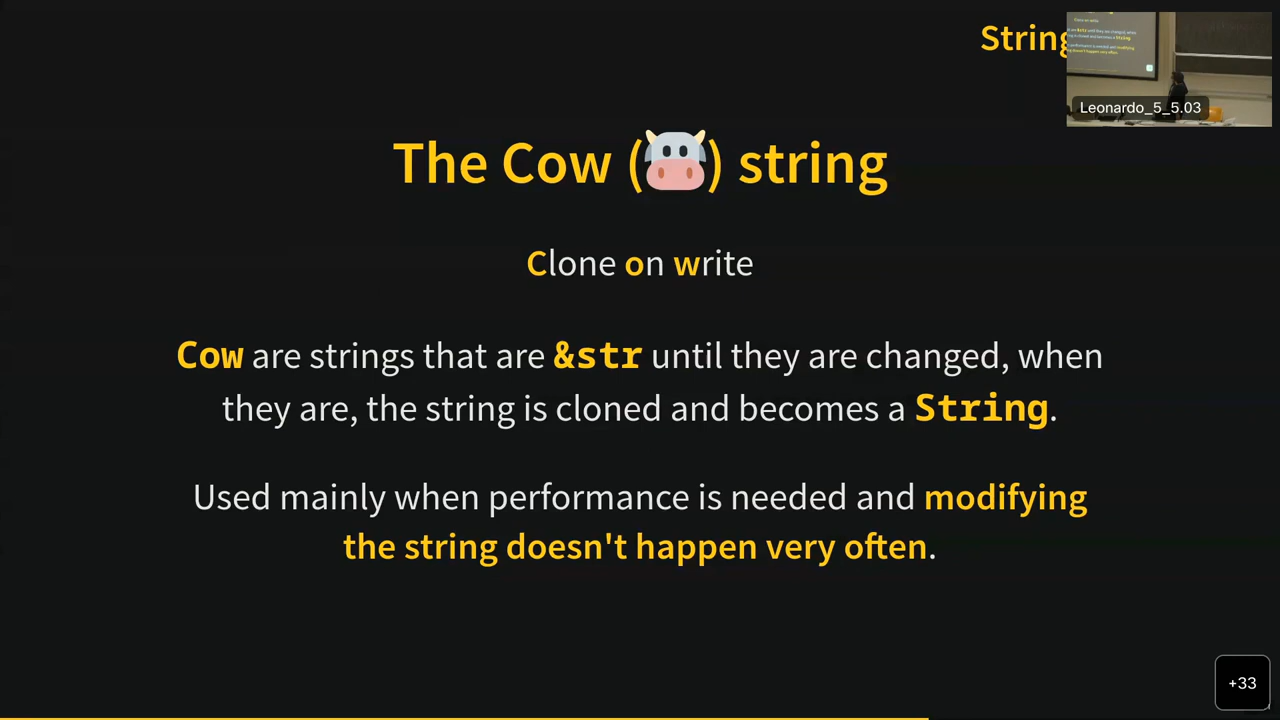 String
The Cow (🐮) string
Clone on write
Cow are strings that are &str until they are changed, when
they are, the string is cloned and becomes a String.
Used mainly when performance is needed and modifying
the string doesn't happen very often.
Leonardo_5_5.03
+33